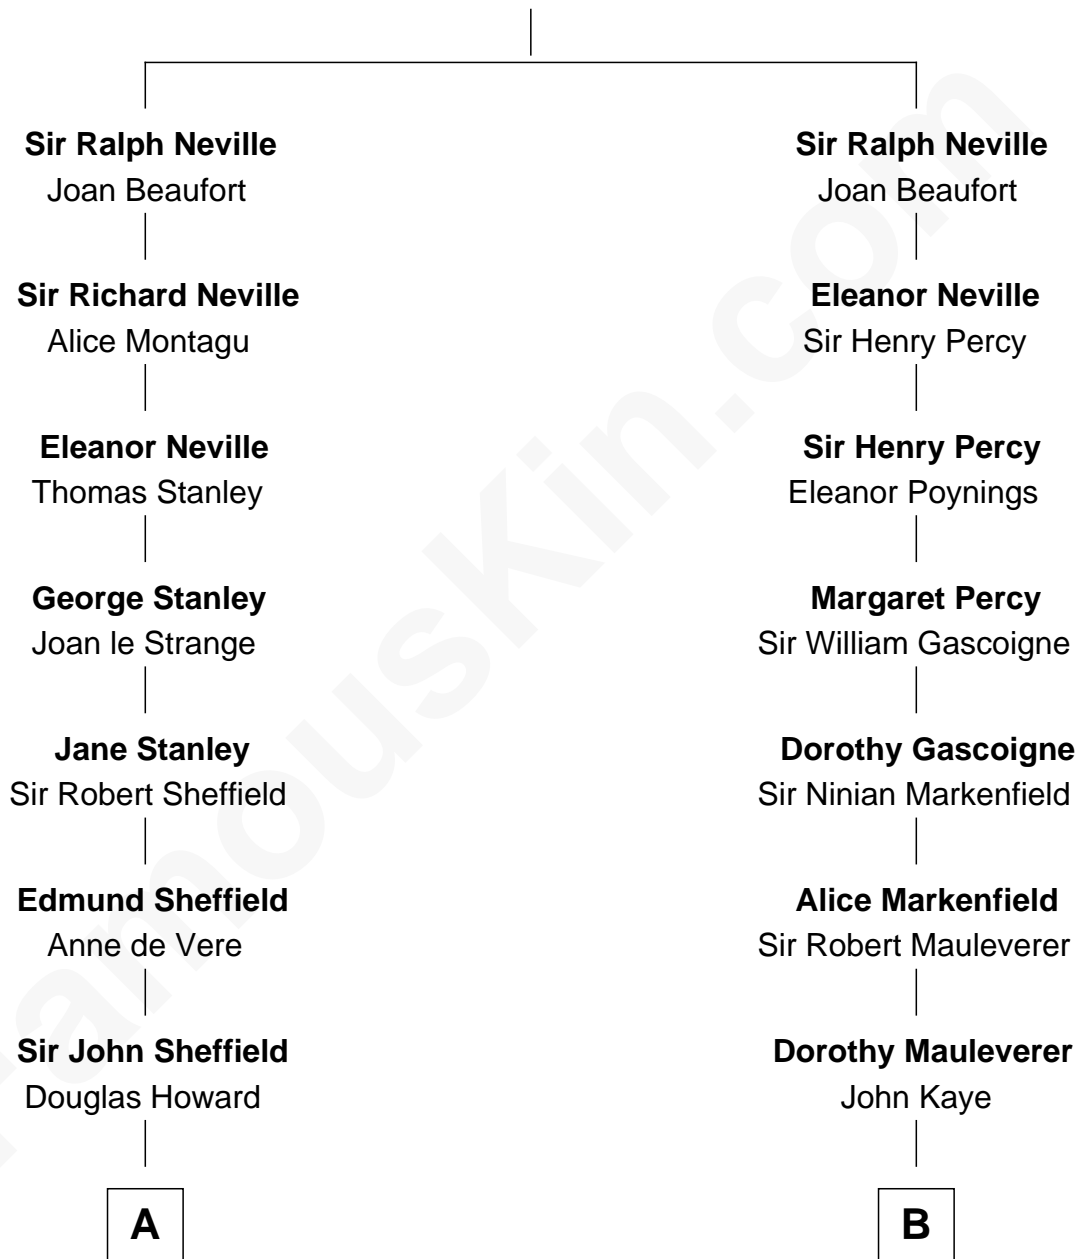 Sir Ralph Neville
Joan Beaufort
Sir Richard Neville
Alice Montagu
Eleanor Neville
Thomas Stanley
George Stanley
Joan le Strange
Jane Stanley
Sir Robert Sheffield
Edmund Sheffield
Anne de Vere
Sir John Sheffield
Douglas Howard
A
Sir Ralph Neville
Joan Beaufort
Eleanor Neville
Sir Henry Percy
Sir Henry Percy
Eleanor Poynings
Margaret Percy
Sir William Gascoigne
Dorothy Gascoigne
Sir Ninian Markenfield
Alice Markenfield
Sir Robert Mauleverer
Dorothy Mauleverer
John Kaye
B
FamousKin.com